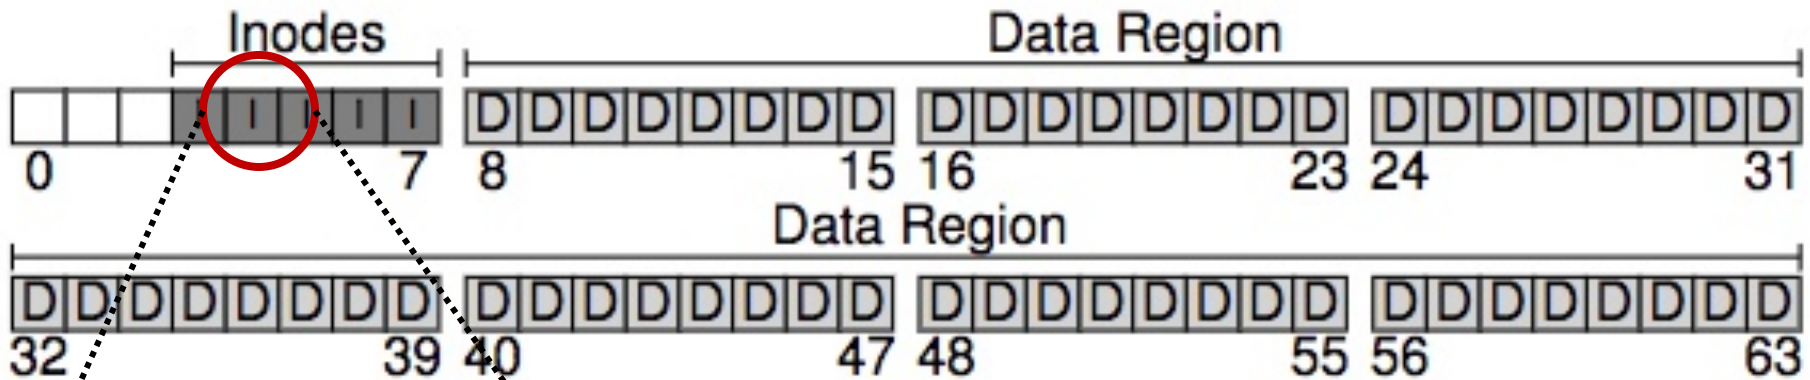 Inodes Data Region
I I I I I D D D D D D D D D D D D D D D D D D D D D D D D
0 7 8 15 16 23 24 31
Data Region
D D D D D D D D D D D D D D D D D D D D D D D D D D D D D D D D
32 39 40 47 48 55 56 63